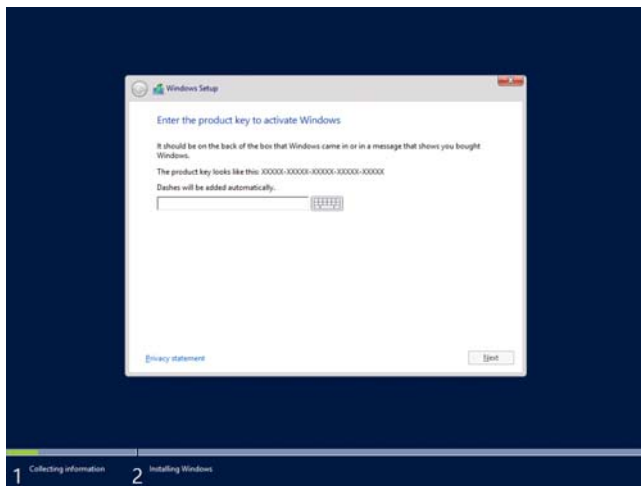 Windows Setup
Enter the product key to activate Windows
It should be on the back of the box that Windows came in or in a message that shows you bought
Windows.
The product key looks like this: XXXXX-XXXXX-XXXXX-XXXXX-XXXXX
Dashes will be added automatically.
Privacy statement
Next
1 Collecting information
2 Installing Windows